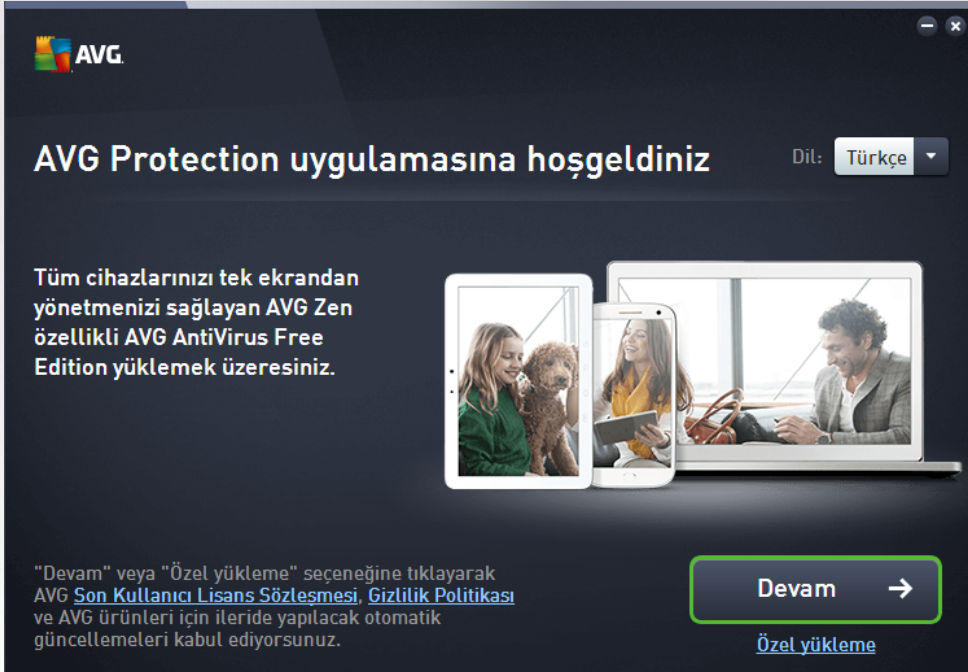 AVG.
AVG Protection uygulamasına hoşgeldiniz
Dil:
Türkçe
Tüm cihazlarınızı tek ekrandan
yönetmenizi sağlayan AVG Zen
özellikli AVG AntiVirus Free
Edition yüklemek üzeresiniz.
"Devam" veya "Özel yükleme" seçeneğine tıklayarak
AVG Son Kullanıcı Lisans Sözleşmesi, Gizlilik Politikası
ve AVG ürünleri için ileride yapılacak otomatik
güncellemeleri kabul ediyorsunuz.
Devam
Özel yükleme